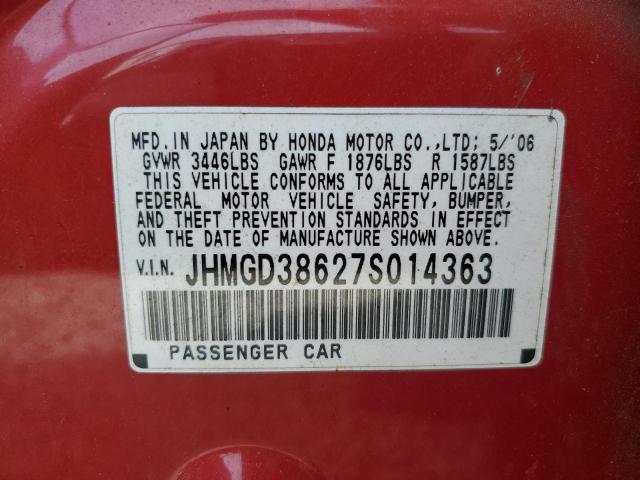 MFD.IN JAPAN BY HONDA MOTOR CO.,LTD; 5/'06
GVWR 3446LBS GAWR F 1876LBS R 1587LBS
THIS VEHICLE CONFORMS TO ALL APPLICABLE
FEDERAL MOTOR VEHICLE SAFETY, BUMPER,
AND THEFT PREVENTION STANDARDS IN EFFECT
ON THE DATE OF MANUFACTURE SHOWN ABOVE.
V.I.N. JHMGD38627S014363
PASSENGER CAR